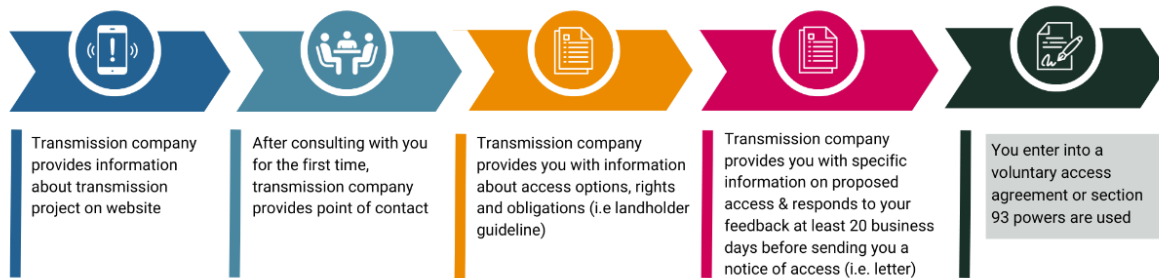 Transmission company
provides information
about transmission
project on website
After consulting with you
for the first time,
transmission company
provides point of contact
Transmission company
provides you with information
about access options, rights
and obligations (i.e landholder
guideline)
Transmission company
provides you with specific
information on proposed
access & responds to your
feedback at least 20 business
days before sending you a
notice of access (i.e. letter)
You enter into a
voluntary access
agreement or section
93 powers are used